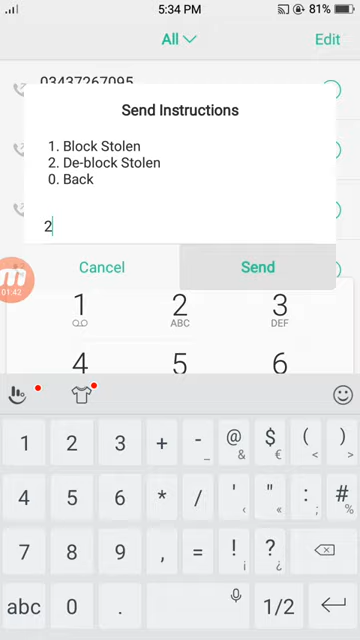 5:34 PM
81%
All
Edit
03437267095
Send Instructions
1. Block Stolen
2. De-block Stolen
0. Back
2
Cancel
Send
01:42
1
2
ABC
3
DEF
4
5
6
1 2 3 + - _ @ & $ € ( < ) >
4 5 6 * / ' ‹ " « : ; # %
7 8 9 , = ! ¡ ? ¿
abc 0 . 1/2